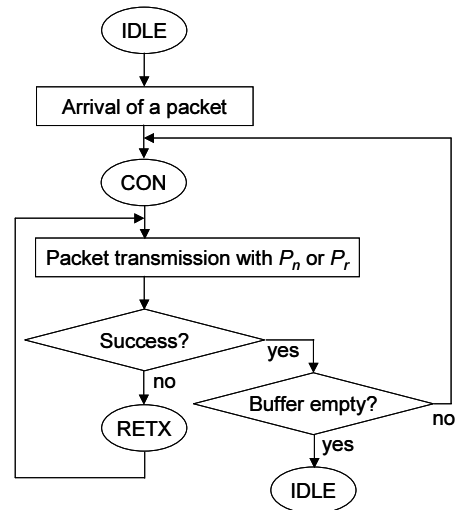 IDLE
Arrival of a packet
CON
Packet transmission with Pn or Pr
Success?
yes
no
Buffer empty?
no
RETX
yes
IDLE